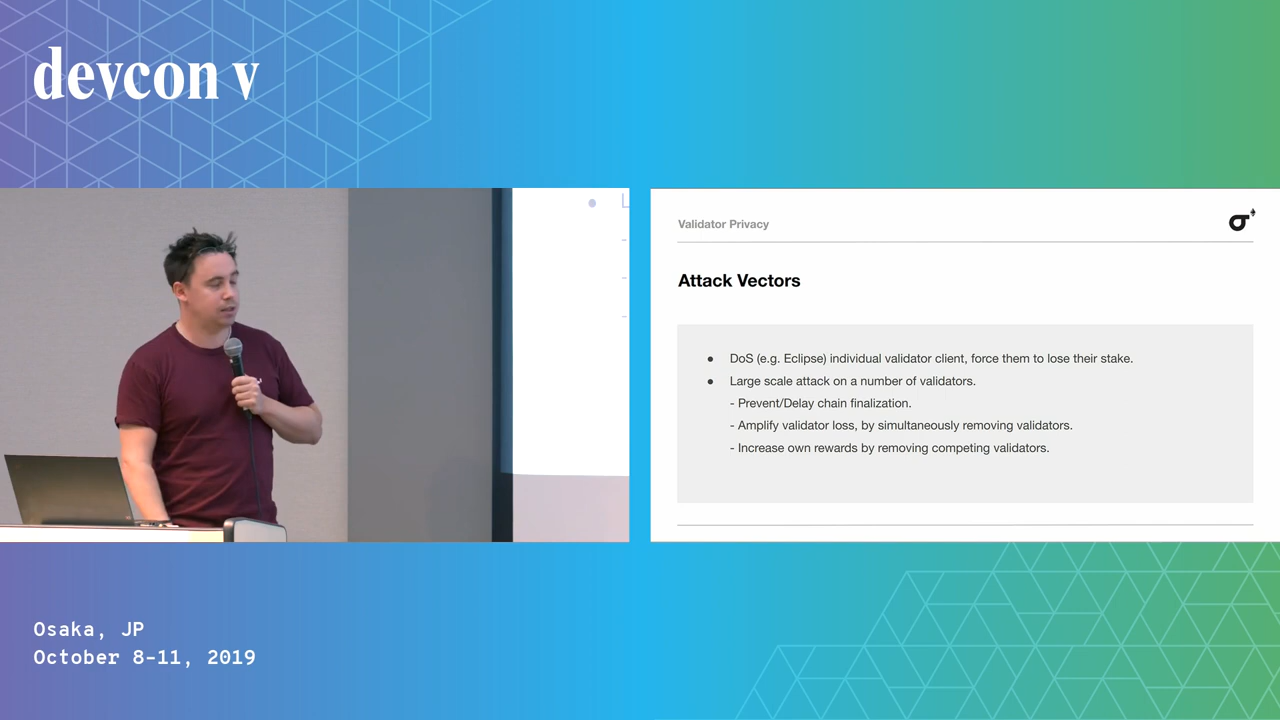 devcon v
Validator Privacy
Attack Vectors
● DoS (e.g. Eclipse) individual validator client, force them to lose their stake.
● Large scale attack on a number of validators.
- Prevent/Delay chain finalization.
- Amplify validator loss, by simultaneously removing validators.
- Increase own rewards by removing competing validators.
Osaka, JP
October 8-11, 2019